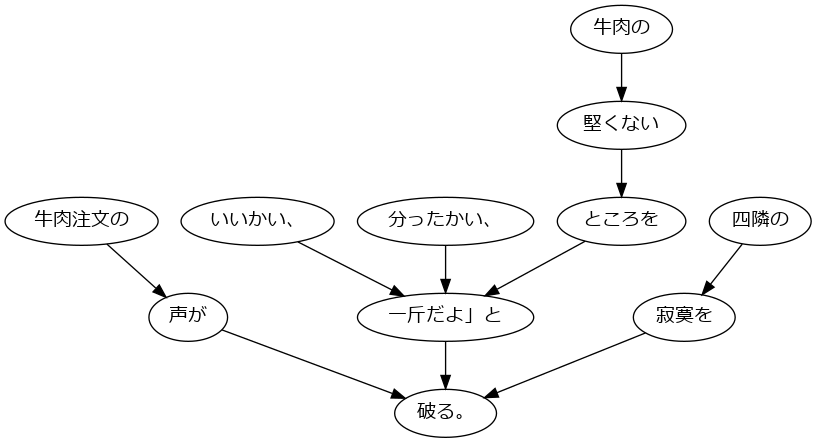 牛肉の
堅くない
牛肉注文の
いいかい、
分ったかい、
ところを
四隣の
声が
一斤だよ」と
寂寞を
破る。